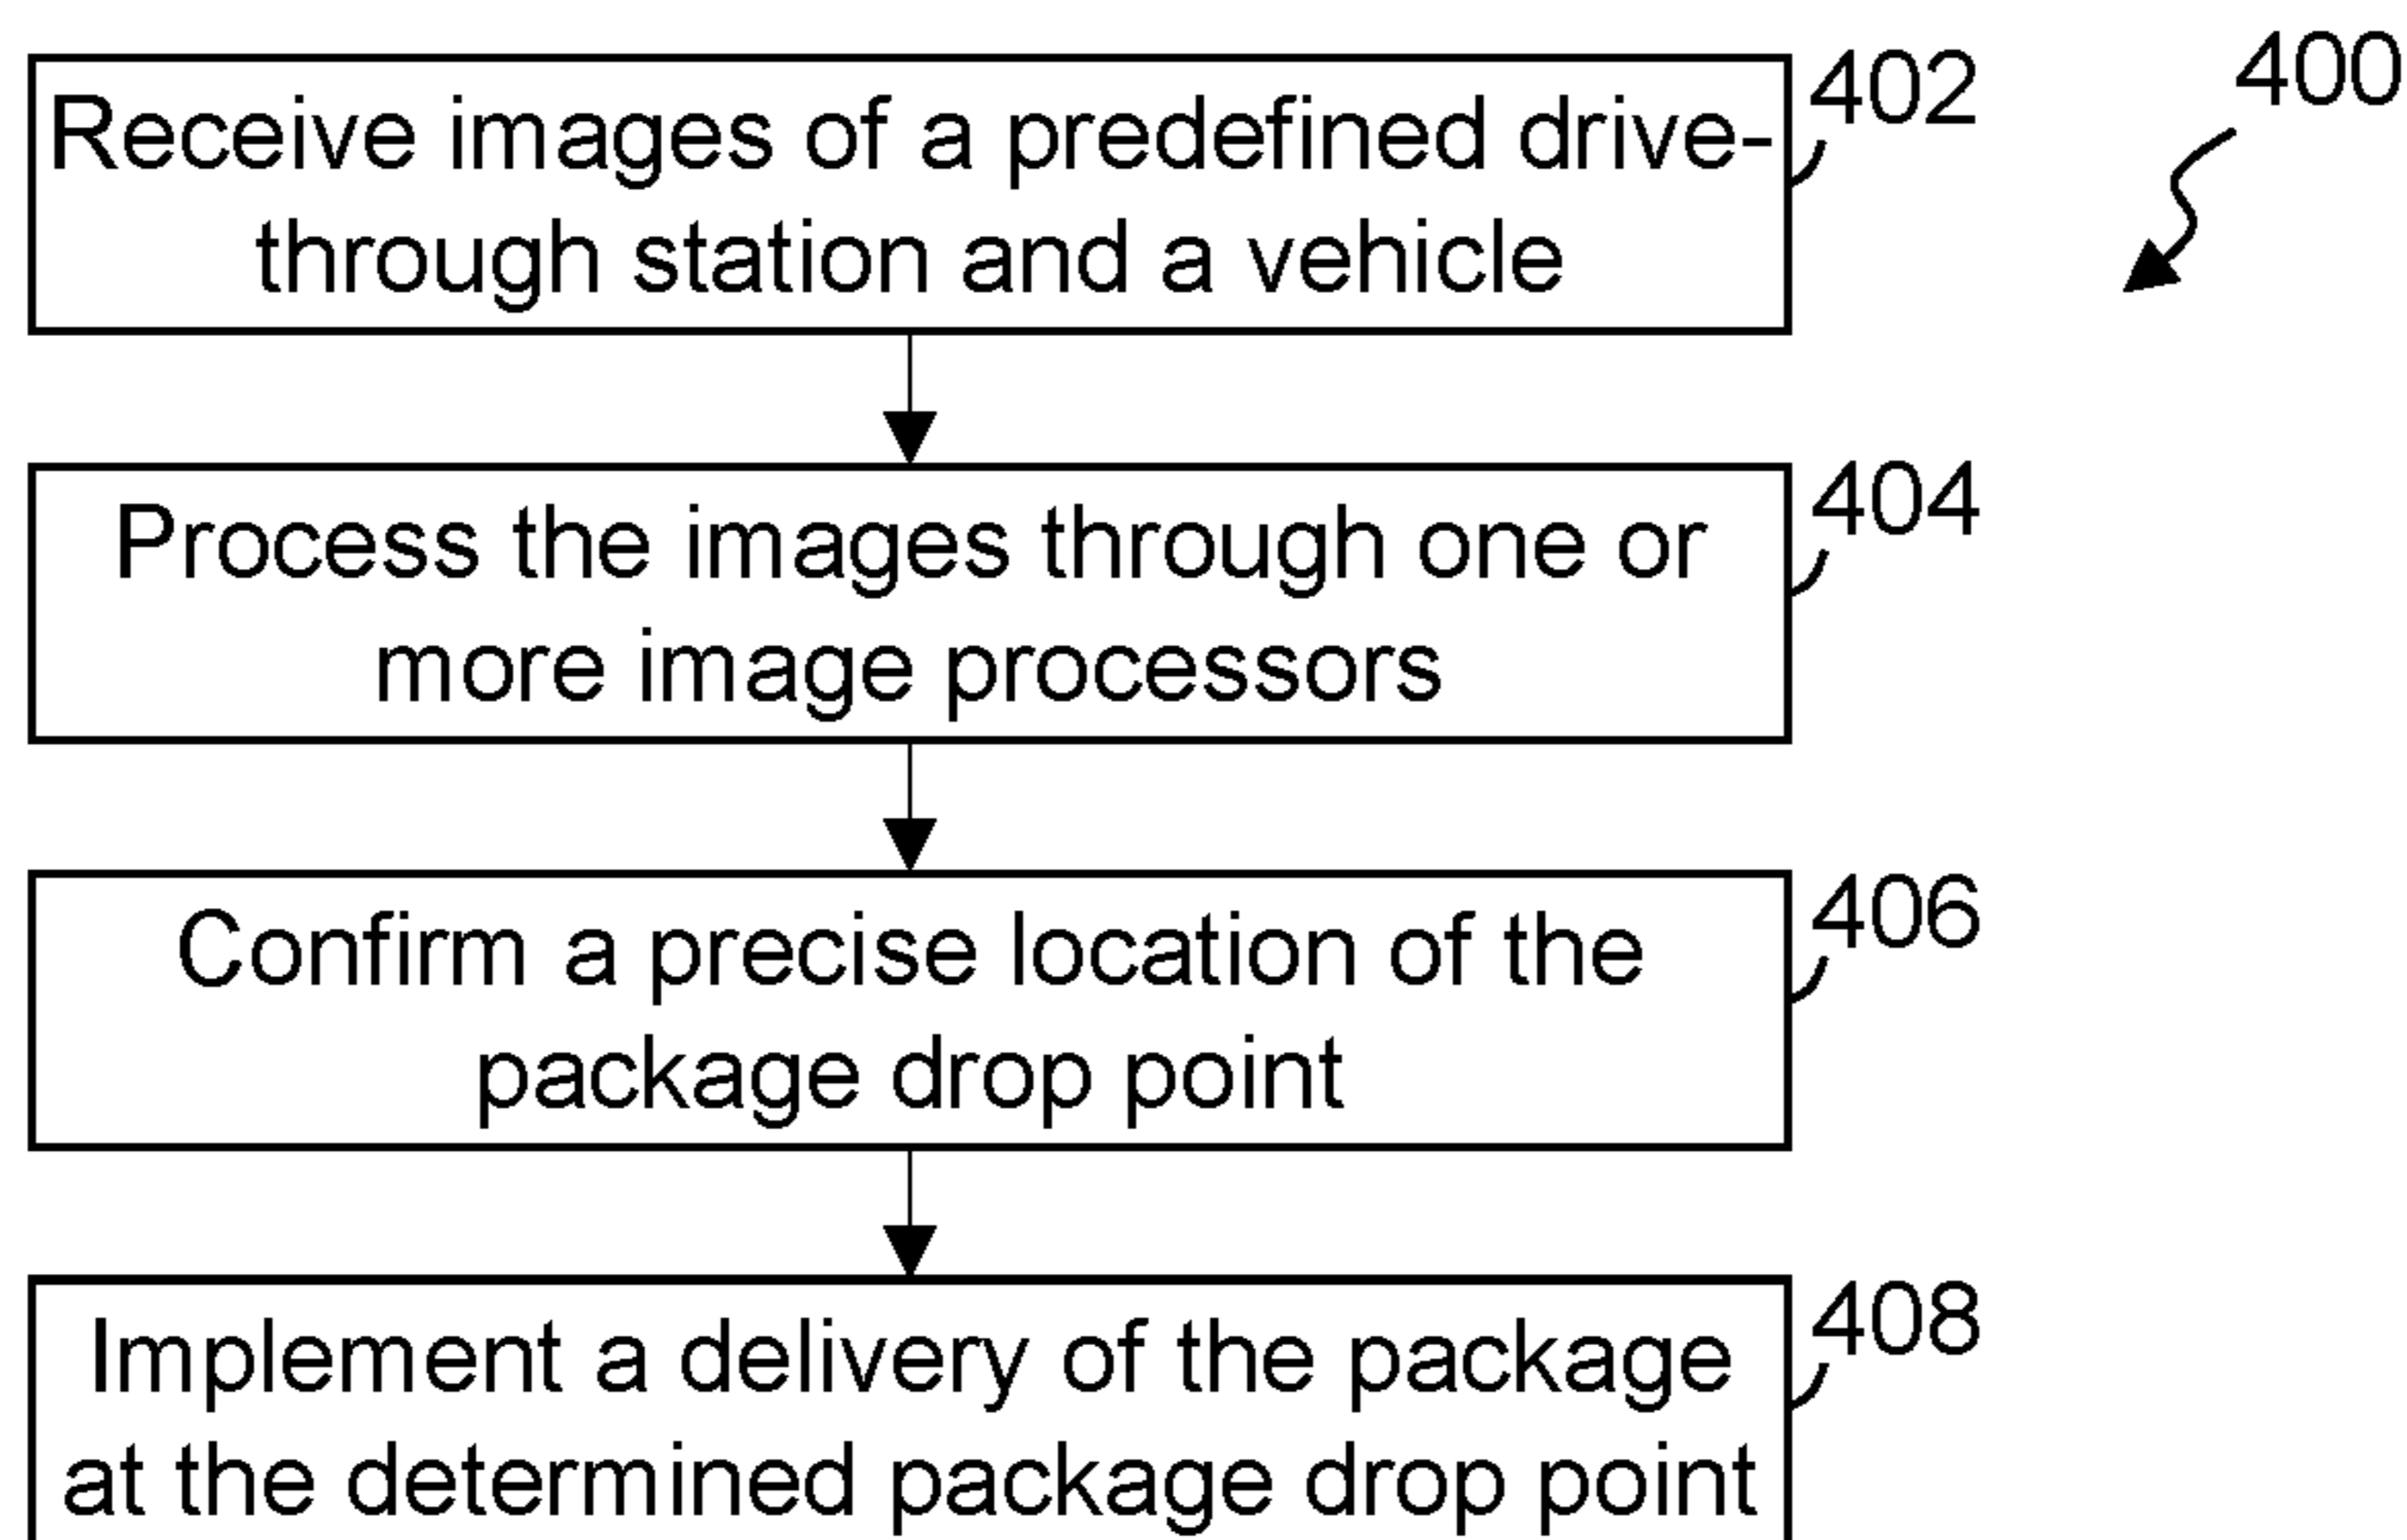 400
402
Receive images of a predefined drive-
through station and a vehicle
404
Process the images through one or
more image processors
406
Confirm a precise location of the
package drop point
408
Implement a delivery of the package
at the determined package drop point